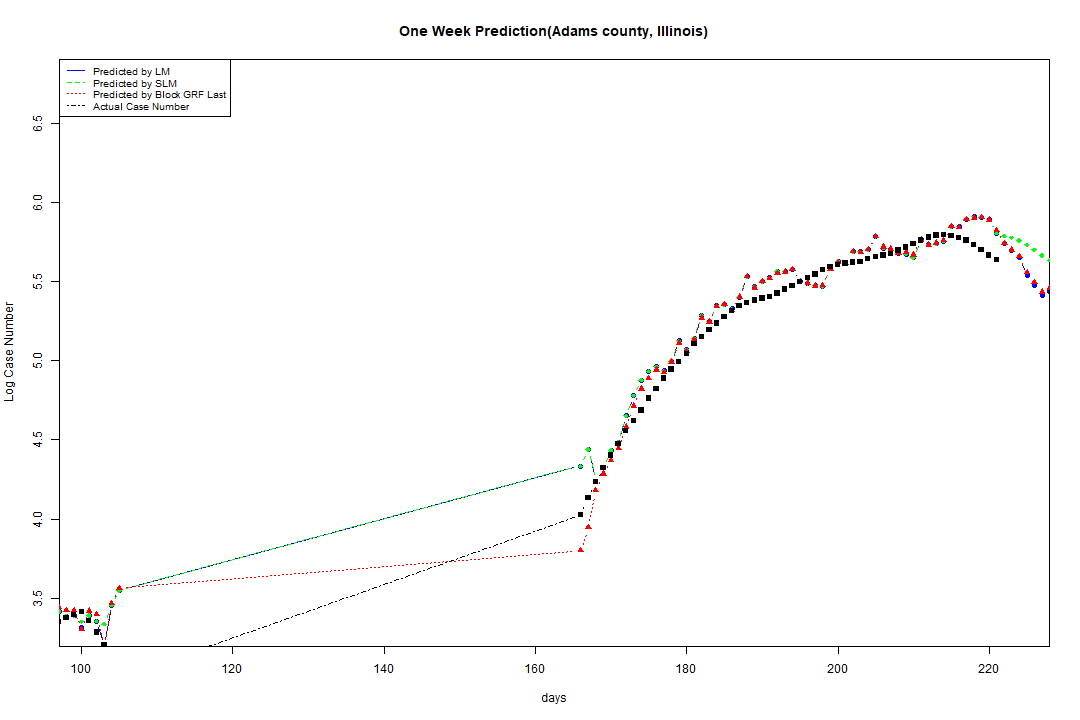 One Week Prediction(Adams county, Illinois)
Predicted by LM
Predicted by SLM
Predicted by Block GRF Last
Actual Case Number
Log Case Number
6.5
6.0
5.5
5.0
4.5
4.0
3.5
100 120 140 160 180 200 220
days